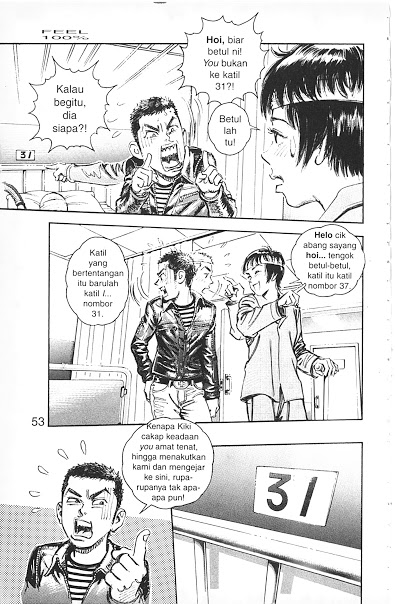 FEEL
100%
Hoi, biar
betul ni!
You bukan
ke katil
31?!
Kalau
begitu,
dia
siapa?!
Betul
lah
tu!
31
Helo cik
abang sayang
hoi... tengok
betul-betul,
katil itu katil
nombor 37.
Katil
yang
bertentangan
itu barulah
katil I...
nombor
31.
53
Kenapa Kiki
cakap keadaan
you amat tenat,
hingga menakutkan
kami dan mengejar
ke sini, rupa-
rupanya tak apa-
apa pun!
31